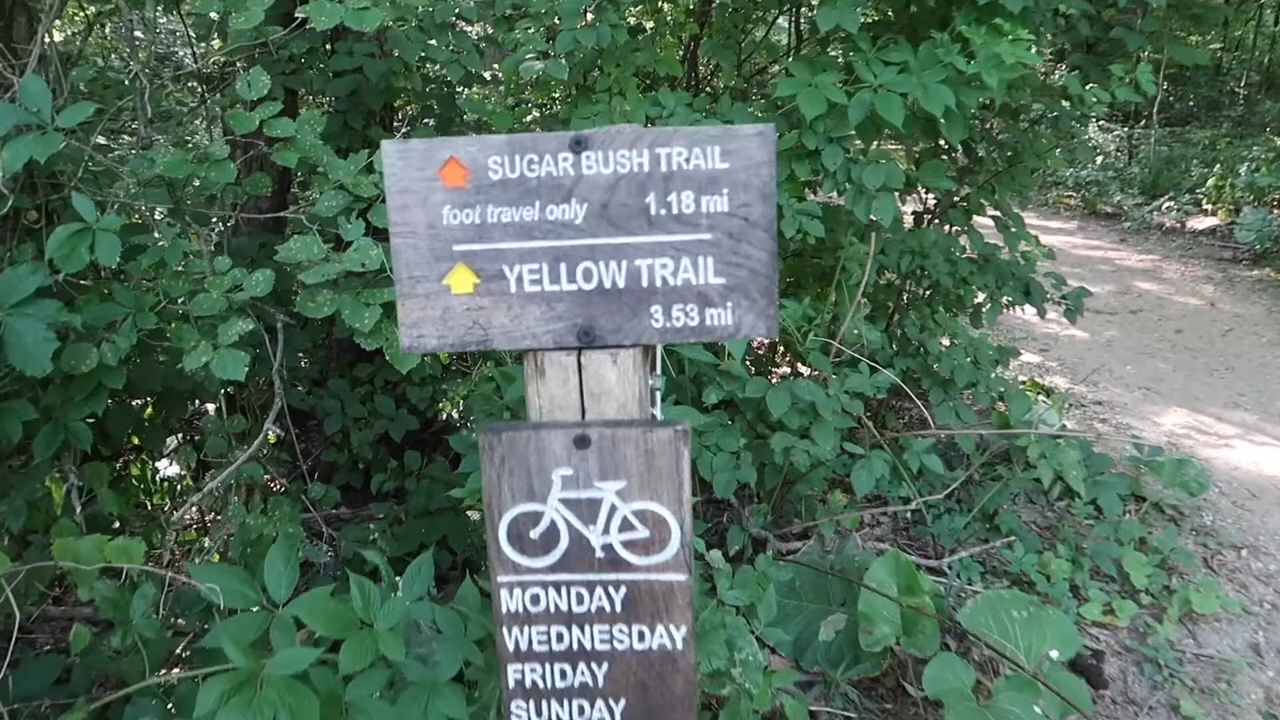 SUGAR BUSH TRAIL
foot travel only 1.18 mi
YELLOW TRAIL
3.53 mi
MONDAY
WEDNESDAY
FRIDAY
SUNDAY